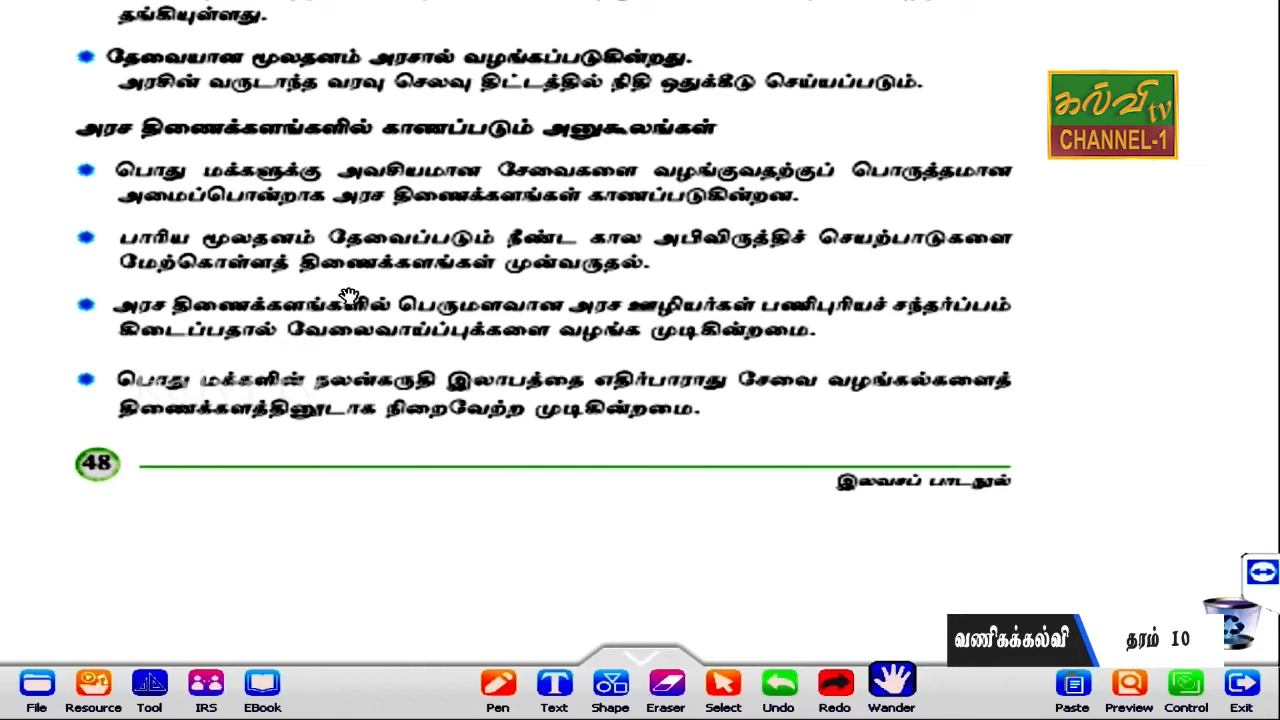 தங்கியுள்ளது.
தேவையான மூலதனம் அரசால் வழங்கப்படுகின்றது.
அரசின் வருடாந்த வரவு செலவு திட்டத்தில் நிதி ஒதுக்கீடு செய்யப்படும்.
கல்வி tv
CHANNEL-1
அரச திணைக்களங்களில் காணப்படும் அனுகூலங்கள்
பொது மக்களுக்கு அவசியமான சேவைகளை வழங்குவதற்குப் பொருத்தமான
அமைப்பொன்றாக அரச திணைக்களங்கள் காணப்படுகின்றன.
பாரிய மூலதனம் தேவைப்படும் நீண்ட கால அபிவிருத்திச் செயற்பாடுகளை
மேற்கொள்ளத் திணைக்களங்கள் முன்வருதல்.
அரச திணைக்களங்களில் பெருமளவான அரச ஊழியர்கள் பணிபுரியச் சந்தர்ப்பம்
கிடைப்பதால் வேலைவாய்ப்புக்களை வழங்க முடிகின்றமை.
பொது மக்களின் நலன்கருதி இலாபத்தை எதிர்பாராது சேவை வழங்கல்களைத்
திணைக்களத்தினூடாக நிறைவேற்ற முடிகின்றமை.
48
இலவசப் பாடநூல்
வணிகக்கல்வி தரம் 10
File Resource Tool IRS EBook Pen Text Shape Eraser Select Undo Redo Wander Paste Preview Control Exit